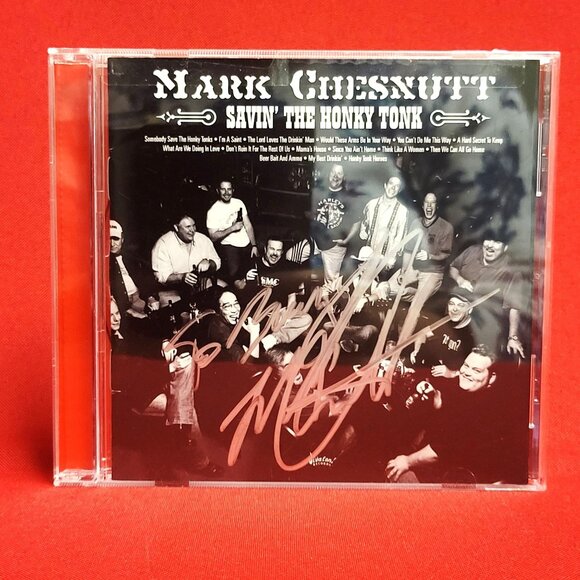 MARK CHESNUTT
SAVIN' THE HONKY TONK
Somebody Save The Honky Tonks • I'm A Saint • The Lord Loves The Drinkin' Man • Would These Arms Be In Your Way • You Can't Do Me This Way • A Hard Secret To Keep
What Are We Doing In Love • Don't Ruin It For The Rest Of Us • Mama's House • Since You Ain't Home • Think Like A Woman • Then We Can All Go Home
Beer Bait And Ammo • My Best Drinkin' • Honky Tonk Heroes
To